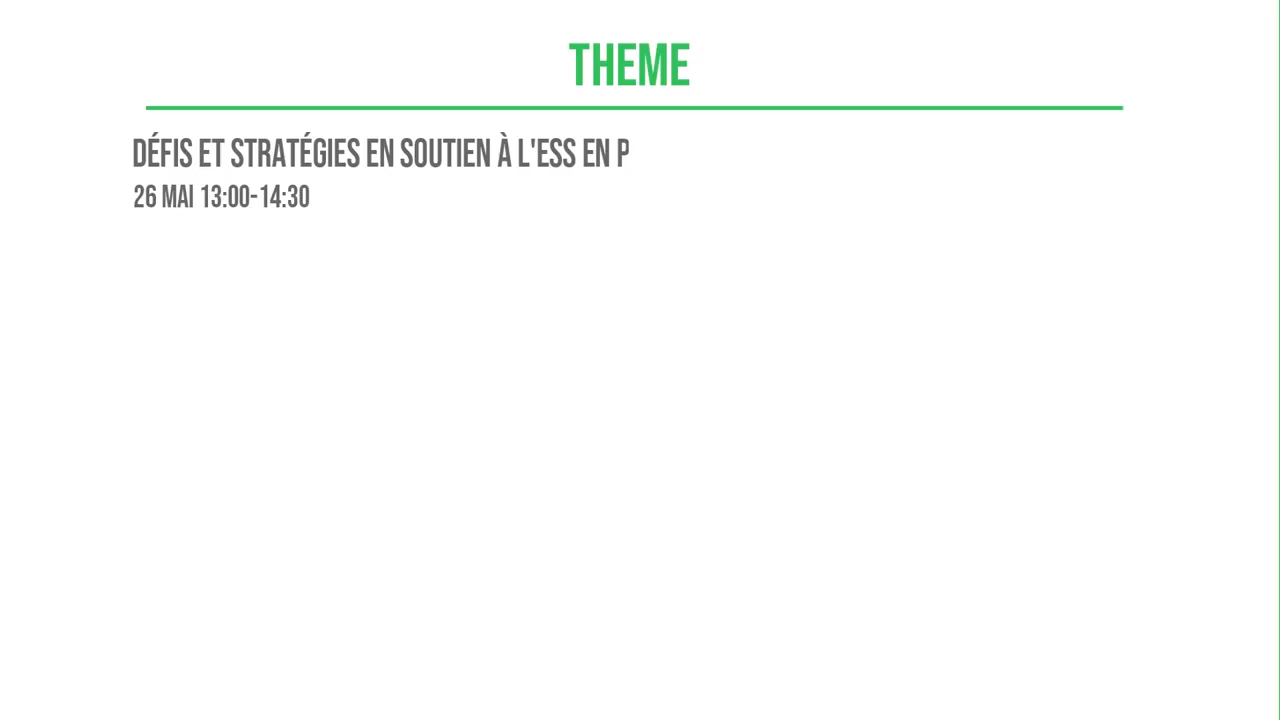 THEME
DÉFIS ET STRATÉGIES EN SOUTIEN À L'ESS EN P
26 MAI 13:00-14:30